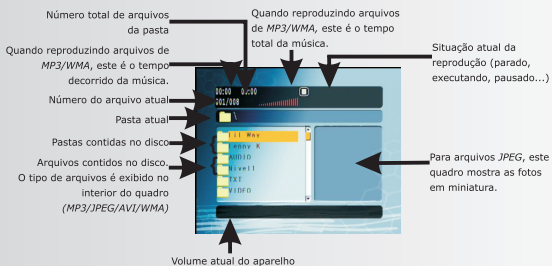 Número total de arquivos
da pasta
Quando reproduzindo arquivos
de MP3/WMA, este é o tempo
total da música.
Quando reproduzindo arquivos de
MP3/WMA, este é o tempo
decorrido da música.
Situação atual da
reprodução (parado,
executando, pausado...)
Número do arquivo atual
Pasta atual
Pastas contidas no disco
Arquivos contidos no disco.
O tipo de arquivos é exibido no
interior do quadro
(MP3/JPEG/AVI/WMA)
00:00 00:00
001/008
\
Lil Way
Lenny K
AUDIO
Nivel1
TXT
VIDEO
Para arquivos JPEG, este
quadro mostra as fotos
em miniatura.
Volume atual do aparelho